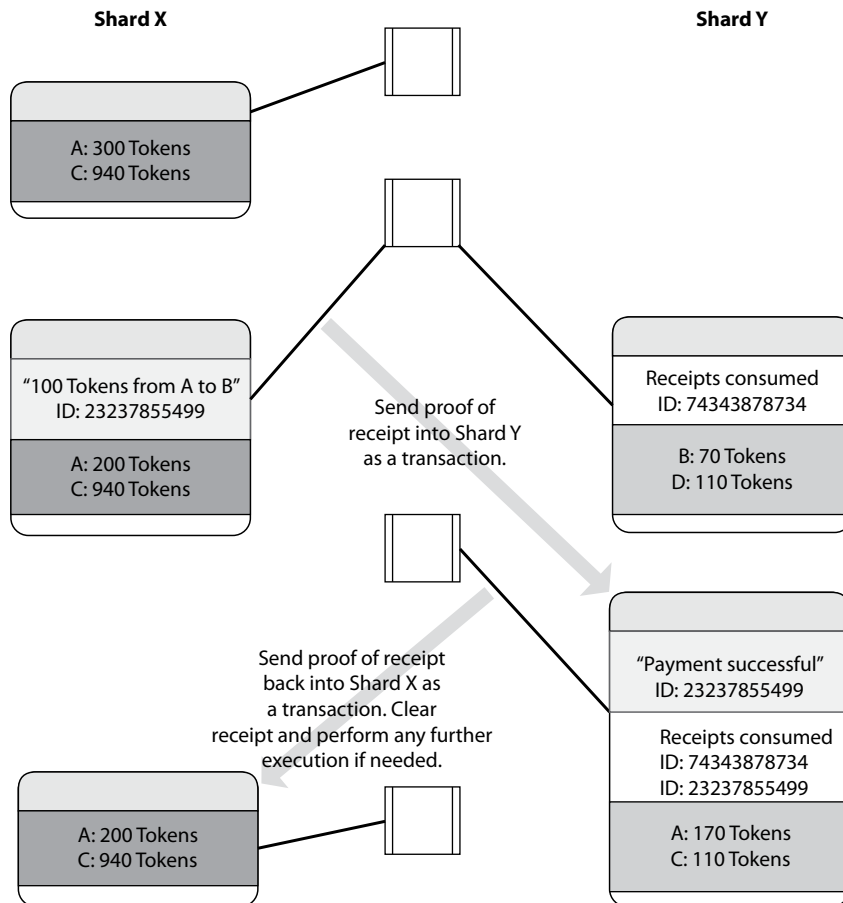 Shard X
Shard Y
A: 300 Tokens
C: 940 Tokens
“100 Tokens from A to B”
ID: 23237855499
A: 200 Tokens
C: 940 Tokens
Send proof of
receipt into Shard Y
as a transaction.
Receipts consumed
ID: 74343878734
B: 70 Tokens
D: 110 Tokens
Send proof of receipt
back into Shard X as
a transaction. Clear
receipt and perform any further
execution if needed.
“Payment successful”
ID: 23237855499
Receipts consumed
ID: 74343878734
ID: 23237855499
A: 170 Tokens
C: 110 Tokens
A: 200 Tokens
C: 940 Tokens